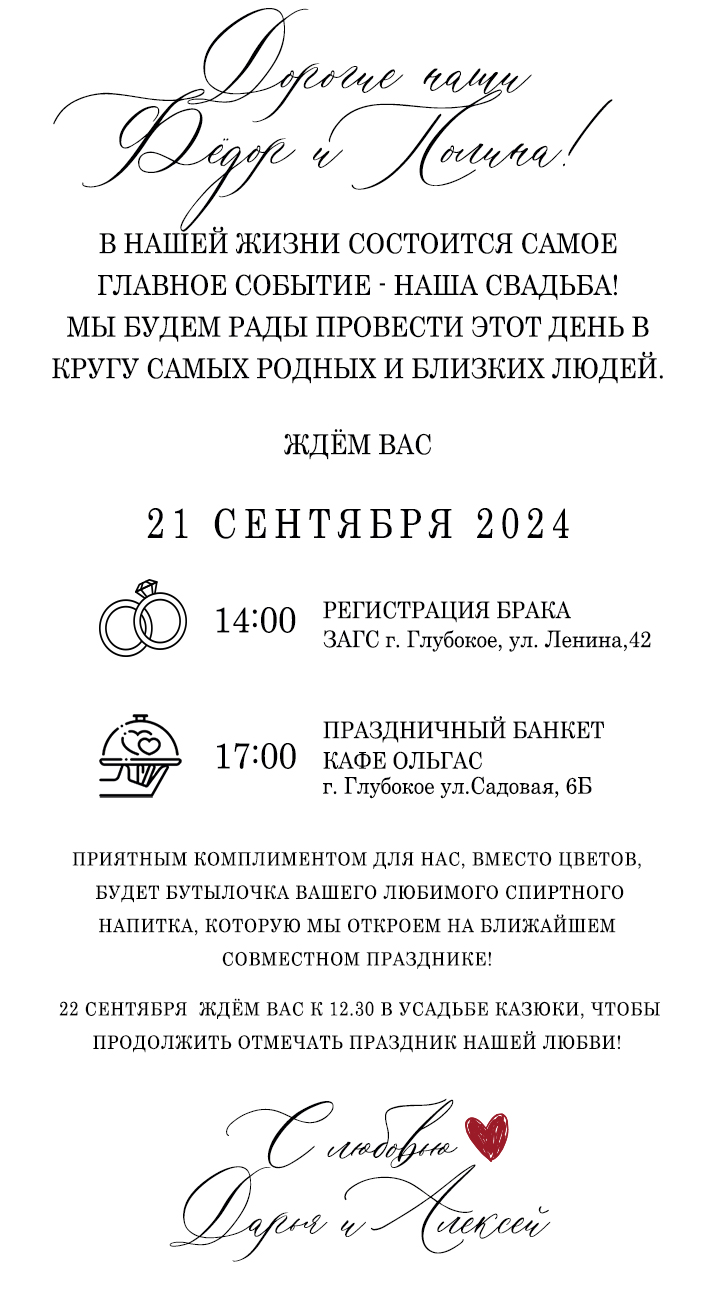 Дорогие наши
Фёдор и Полина!
В НАШЕЙ ЖИЗНИ СОСТОИТСЯ САМОЕ
ГЛАВНОЕ СОБЫТИЕ - НАША СВАДЬБА!
МЫ БУДЕМ РАДЫ ПРОВЕСТИ ЭТОТ ДЕНЬ В
КРУГУ САМЫХ РОДНЫХ И БЛИЗКИХ ЛЮДЕЙ.
ЖДЁМ ВАС
21 СЕНТЯБРЯ 2024
14:00
РЕГИСТРАЦИЯ БРАКА
ЗАГС г. Глубокое, ул. Ленина,42
17:00
ПРАЗДНИЧНЫЙ БАНКЕТ
КАФЕ ОЛЬГАС
г. Глубокое ул.Садовая, 6Б
ПРИЯТНЫМ КОМПЛИМЕНТОМ ДЛЯ НАС, ВМЕСТО ЦВЕТОВ,
БУДЕТ БУТЫЛОЧКА ВАШЕГО ЛЮБИМОГО СПИРТНОГО
НАПИТКА, КОТОРУЮ МЫ ОТКРОЕМ НА БЛИЖАЙШЕМ
СОВМЕСТНОМ ПРАЗДНИКЕ!
22 СЕНТЯБРЯ ЖДЁМ ВАС К 12.30 В УСАДЬБЕ КАЗЮКИ, ЧТОБЫ
ПРОДОЛЖИТЬ ОТМЕЧАТЬ ПРАЗДНИК НАШЕЙ ЛЮБВИ!
С любовью
Дарья и Алексей